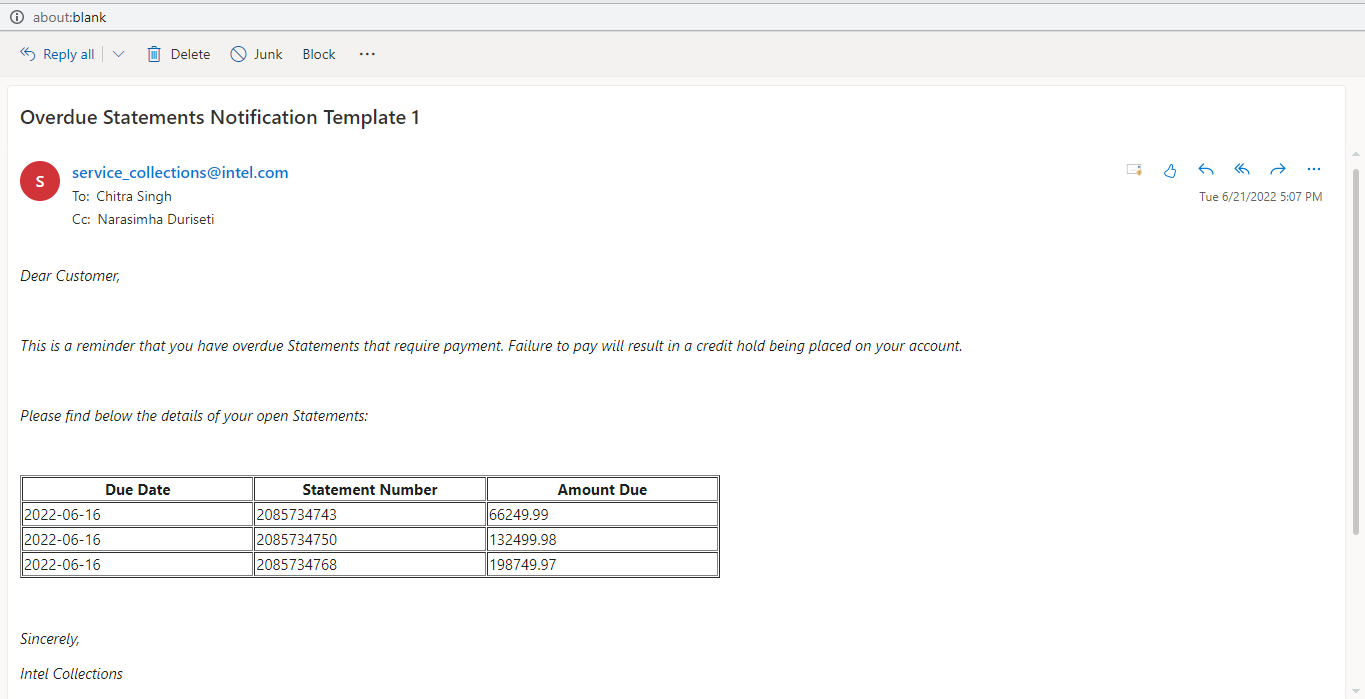 about:blank
Reply all Delete Junk Block ...
Overdue Statements Notification Template 1
S
service_collections@intel.com
To: Chitra Singh
Tue 6/21/2022 5:07 PM
Cc: Narasimha Duriseti
Dear Customer,
This is a reminder that you have overdue Statements that require payment. Failure to pay will result in a credit hold being placed on your account.
Please find below the details of your open Statements:
Due Date Statement Number Amount Due
2022-06-16 2085734743 66249.99
2022-06-16 2085734750 132499.98
2022-06-16 2085734768 198749.97
Sincerely,
Intel Collections